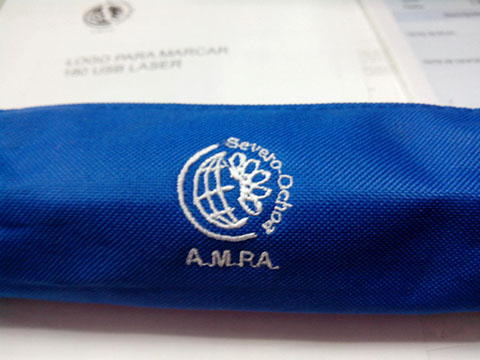 LOGO PARA MARCAR
180 USB LASER
Severo Ochoa
A.M.P.A.